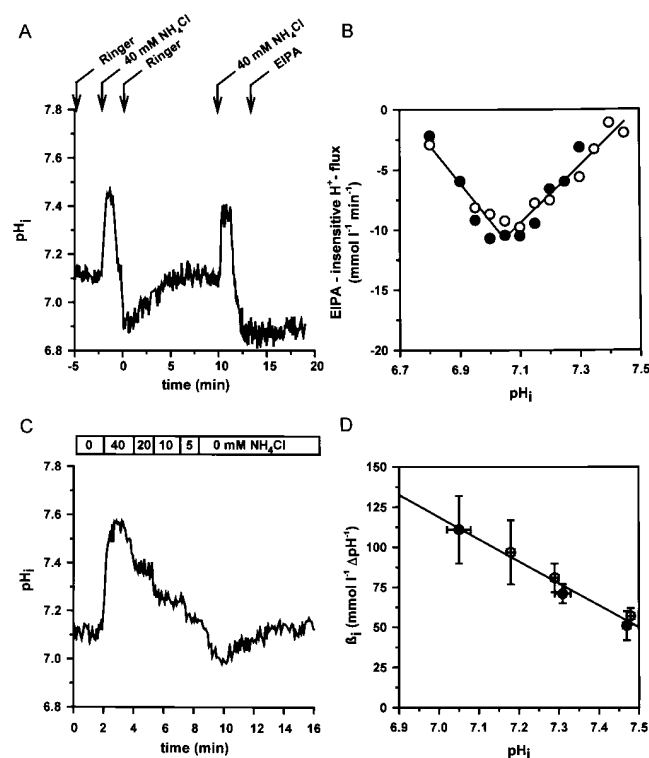 A
Ringer
40 mM NH4Cl
Ringer
40 mM NH4Cl
EIPA
7.8
7.6
7.4
7.2
7.0
6.8
pHi
-5 0 5 10 15 20
time (min)
B
0
-5
-10
-15
-20
EIPA - insensitive H+- flux
(mmol l-1 min-1)
6.7 6.9 7.1 7.3 7.5
pHi
C
0 40 20 10 5 0 mM NH4Cl
7.8
7.6
7.4
7.2
7.0
6.8
pHi
0 2 4 6 8 10 12 14 16
time (min)
D
150
125
100
75
50
25
0
ßi (mmol l-1 ΔpH-1)
6.9 7.0 7.1 7.2 7.3 7.4 7.5
pHi